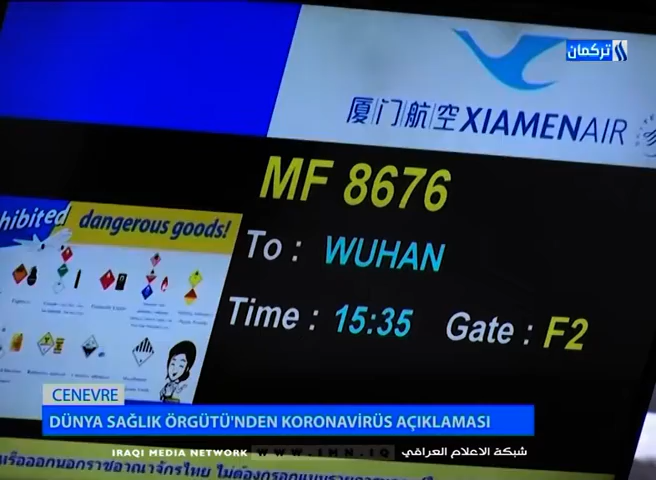 تركمان
厦门航空 XIAMENAIR
MF 8676
hibited dangerous goods!
To : WUHAN
Time : 15:35 Gate : F2
CENEVRE
DÜNYA SAĞLIK ÖRGÜTÜ'NDEN KORONAVİRÜS AÇIKLAMASI
IRAQI MEDIA NETWORK WWW.IMN.IQ شبكة الاعلام العراقي